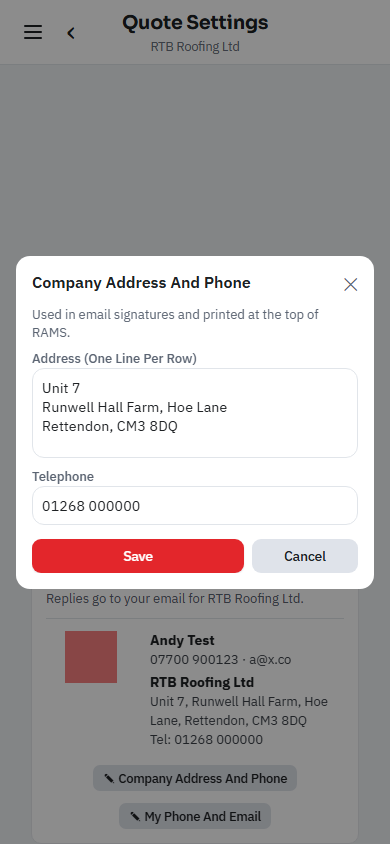 Quote Settings
RTB Roofing Ltd
Company Address And Phone
Used in email signatures and printed at the top of
RAMS.
Address (One Line Per Row)
Unit 7
Runwell Hall Farm, Hoe Lane
Rettendon, CM3 8DQ
Telephone
01268 000000
Save
Cancel
Replies go to your email for RTB Roofing Ltd.
Andy Test
07700 900123 · a@x.co
RTB Roofing Ltd
Unit 7, Runwell Hall Farm, Hoe
Lane, Rettendon, CM3 8DQ
Tel: 01268 000000
Company Address And Phone
My Phone And Email